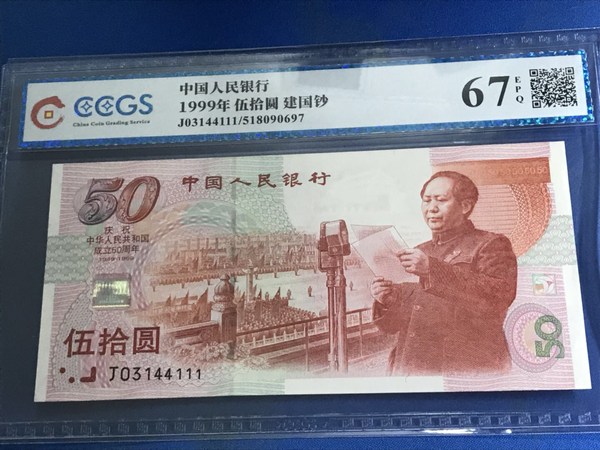 CCGS
China Coin Grading Service
中国人民银行
1999年 伍拾圆 建国钞
J03144111/518090697
67
EPQ
50
中国人民银行
庆祝
中华人民共和国
成立50周年
1949-1999
伍拾圆
J03144111
50